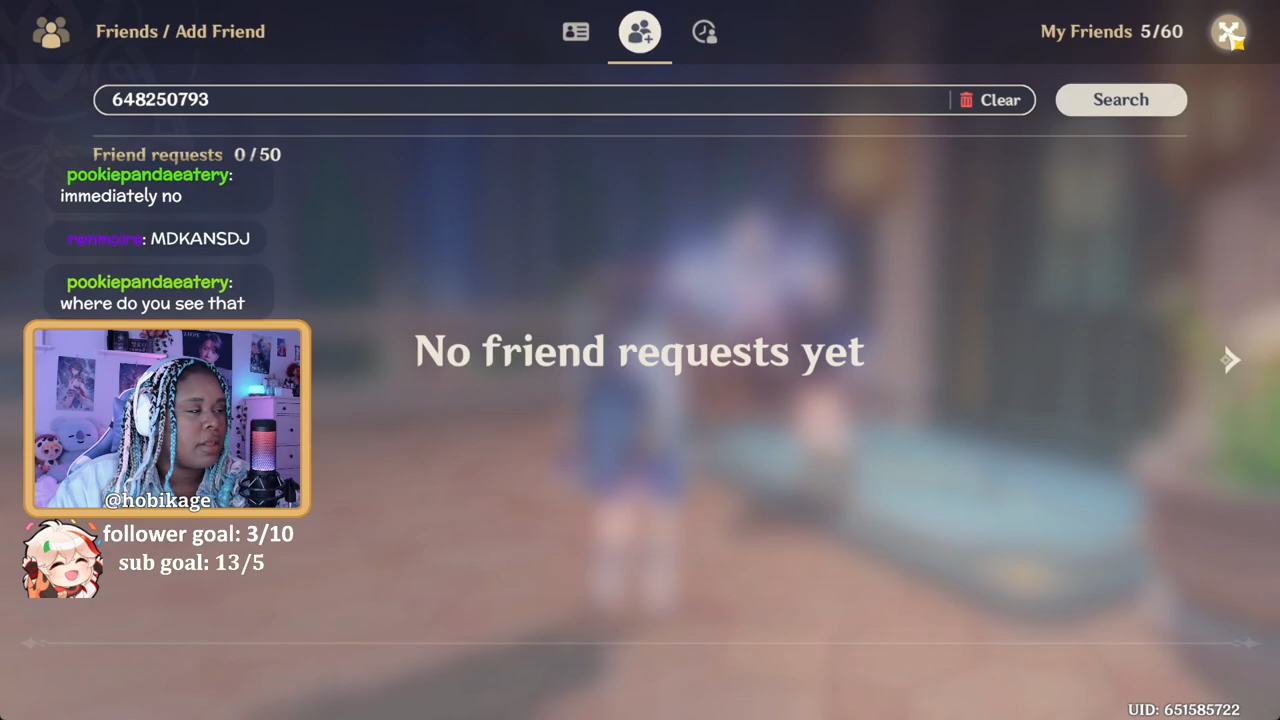 Friends / Add Friend
My Friends 5/60
648250793
Clear
Search
Friend requests 0 / 50
pookiepandaeatery:
immediately no
renmoire: MDKANSDJ
pookiepandaeatery:
where do you see that
No friend requests yet
@hobikage
follower goal: 3/10
sub goal: 13/5
UID: 651585722